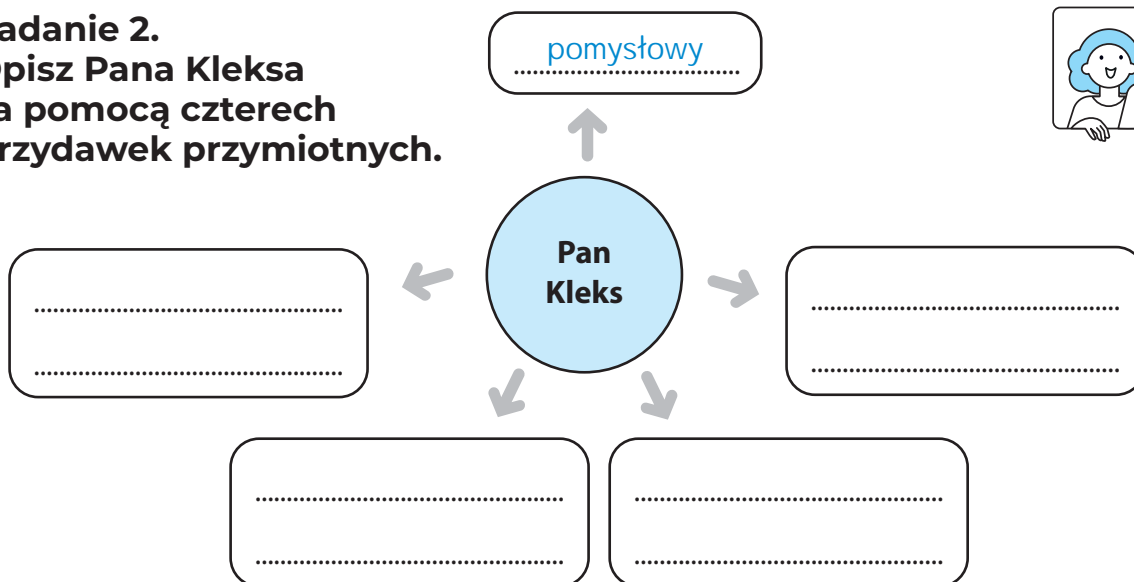 adanie 2.
pisz Pana Kleksa
a pomocą czterech
rzydawek przymiotnych.
pomysłowy
Pan
Kleks